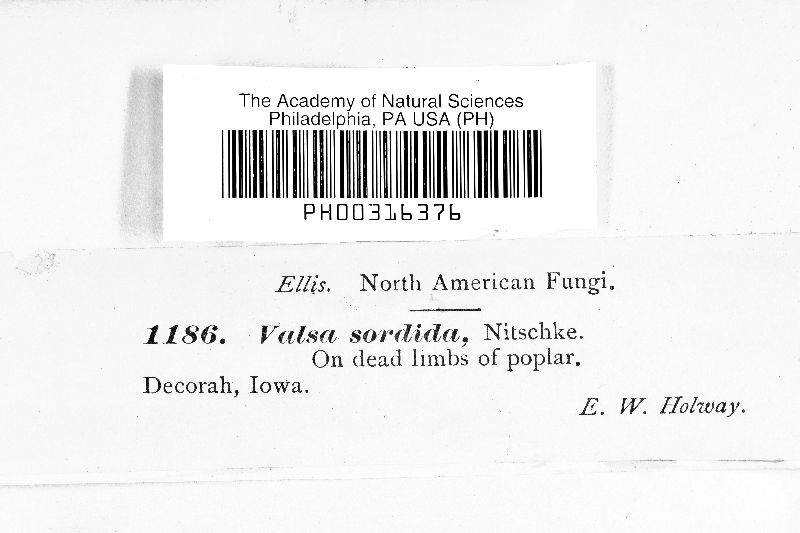 The Academy of Natural Sciences
Philadelphia, PA USA (PH)
PH00316376
Ellis. North American Fungi.
1186. Valsa sordida, Nitschke.
On dead limbs of poplar.
Decorah, Iowa.
E. W. Holway.